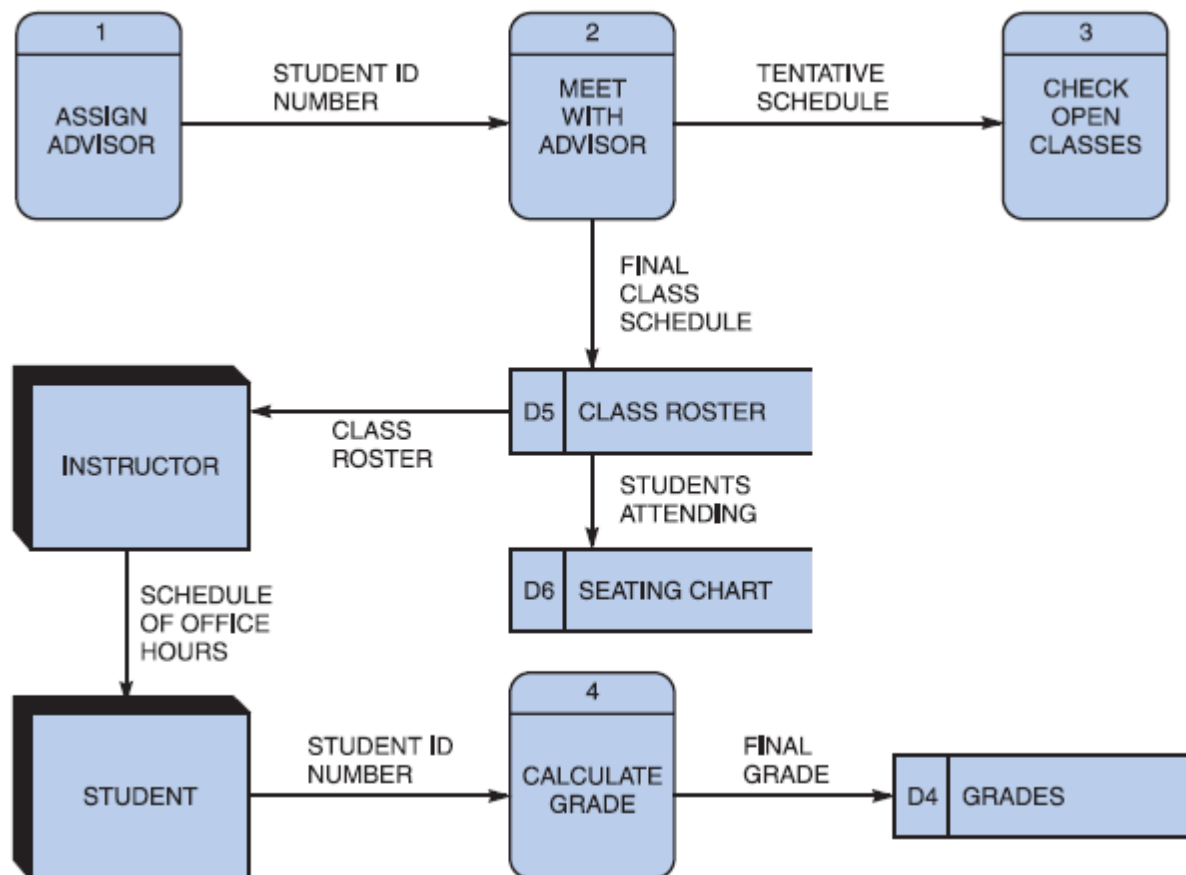 1
ASSIGN
ADVISOR
STUDENT ID
NUMBER
2
MEET
WITH
ADVISOR
TENTATIVE
SCHEDULE
3
CHECK
OPEN
CLASSES
FINAL
CLASS
SCHEDULE
INSTRUCTOR
CLASS
ROSTER
D5 CLASS ROSTER
STUDENTS
ATTENDING
D6 SEATING CHART
SCHEDULE
OF OFFICE
HOURS
STUDENT
STUDENT ID
NUMBER
4
CALCULATE
GRADE
FINAL
GRADE
D4 GRADES